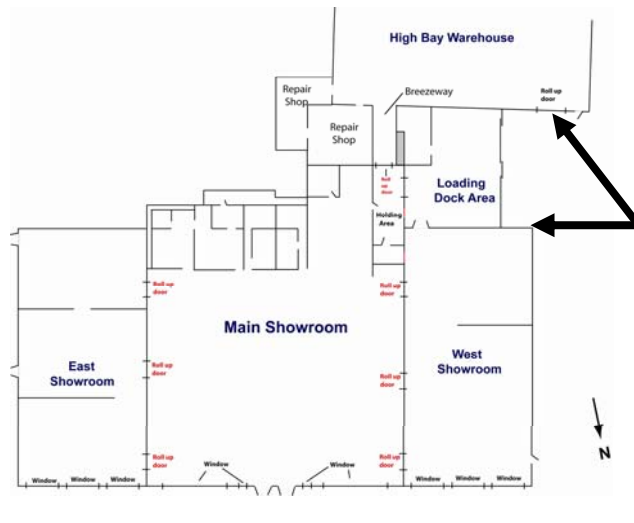 High Bay Warehouse
Roll up
door
Breezeway
Repair
Shop
Repair
Shop
Roll
up
door
Loading
Dock Area
Holding
Area
Roll up
door
Roll up
door
Main Showroom
East
Showroom
Roll up
door
West
Showroom
Roll up
door
Roll up
door
Roll up
door
Window
Window
Window
Window
Window
Window
Window
Window
N